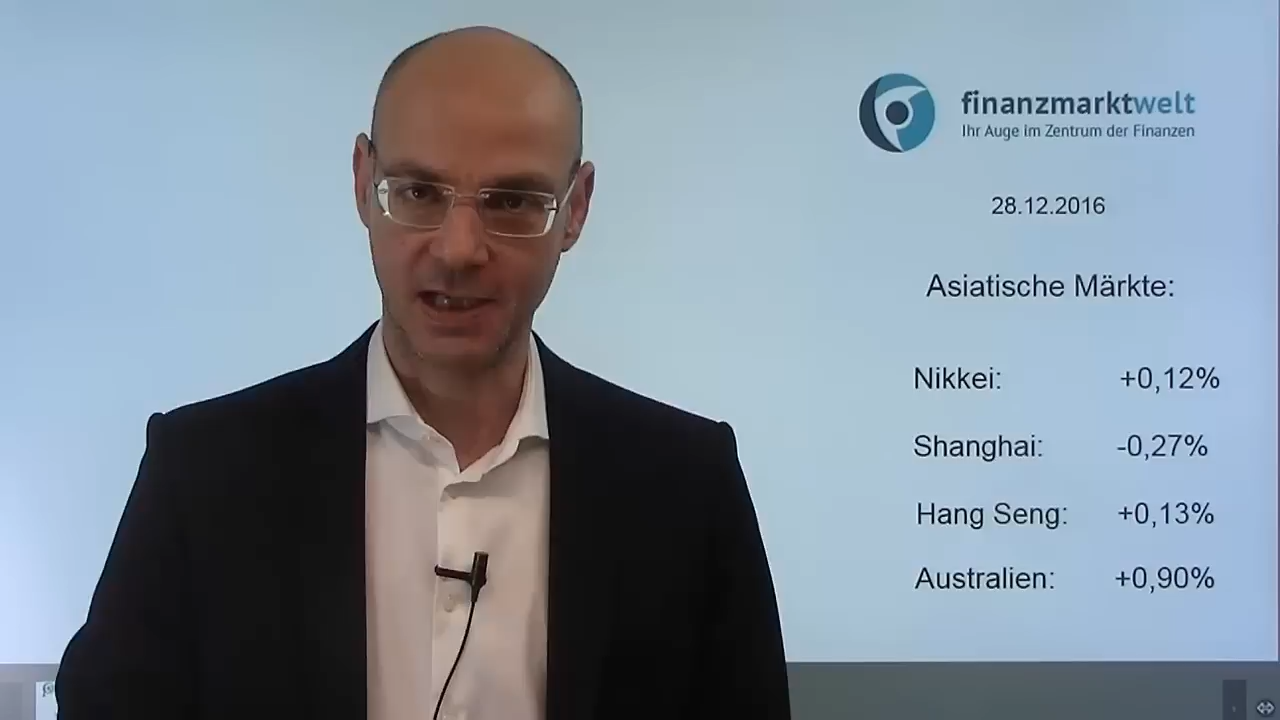 finanzmarktwelt
Ihr Auge im Zentrum der Finanzen
28.12.2016
Asiatische Märkte:
Nikkei: +0,12%
Shanghai: -0,27%
Hang Seng: +0,13%
Australien: +0,90%